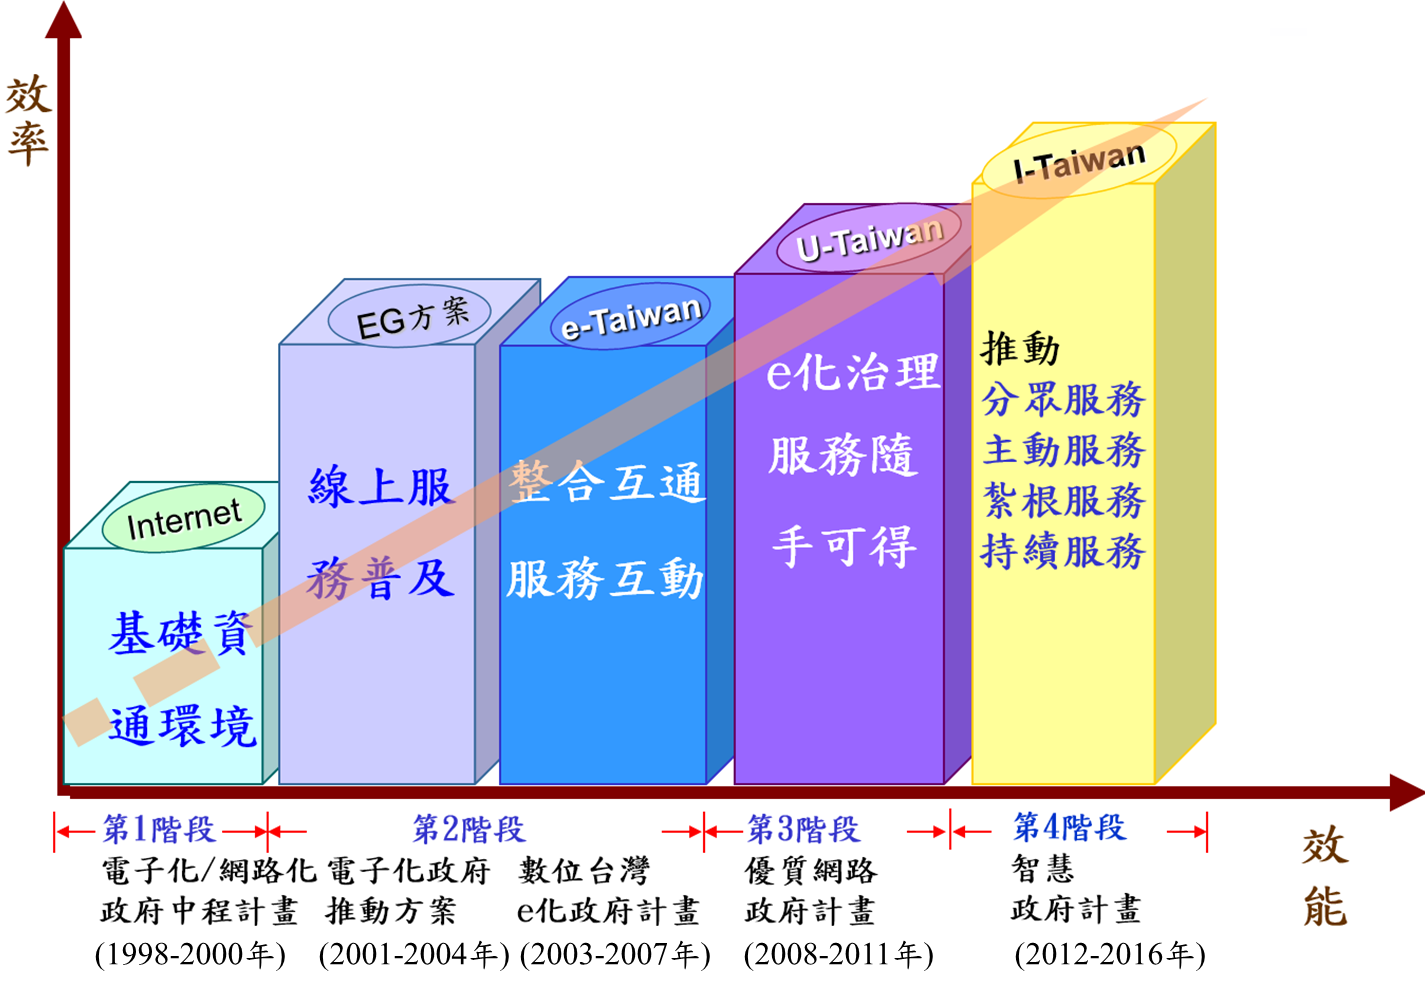 效
率
Internet
基礎資
通環境
EG方案
線上服
務普及
e-Taiwan
整合互通
服務互動
U-Taiwan
e化治理
服務隨
手可得
I-Taiwan
推動
分眾服務
主動服務
紮根服務
持續服務
第1階段
電子化/網路化
政府中程計畫
(1998-2000年)
第2階段
電子化政府
推動方案
(2001-2004年)
數位台灣
e化政府計畫
(2003-2007年)
第3階段
優質網路
政府計畫
(2008-2011年)
第4階段
智慧
政府計畫
(2012-2016年)
效
能